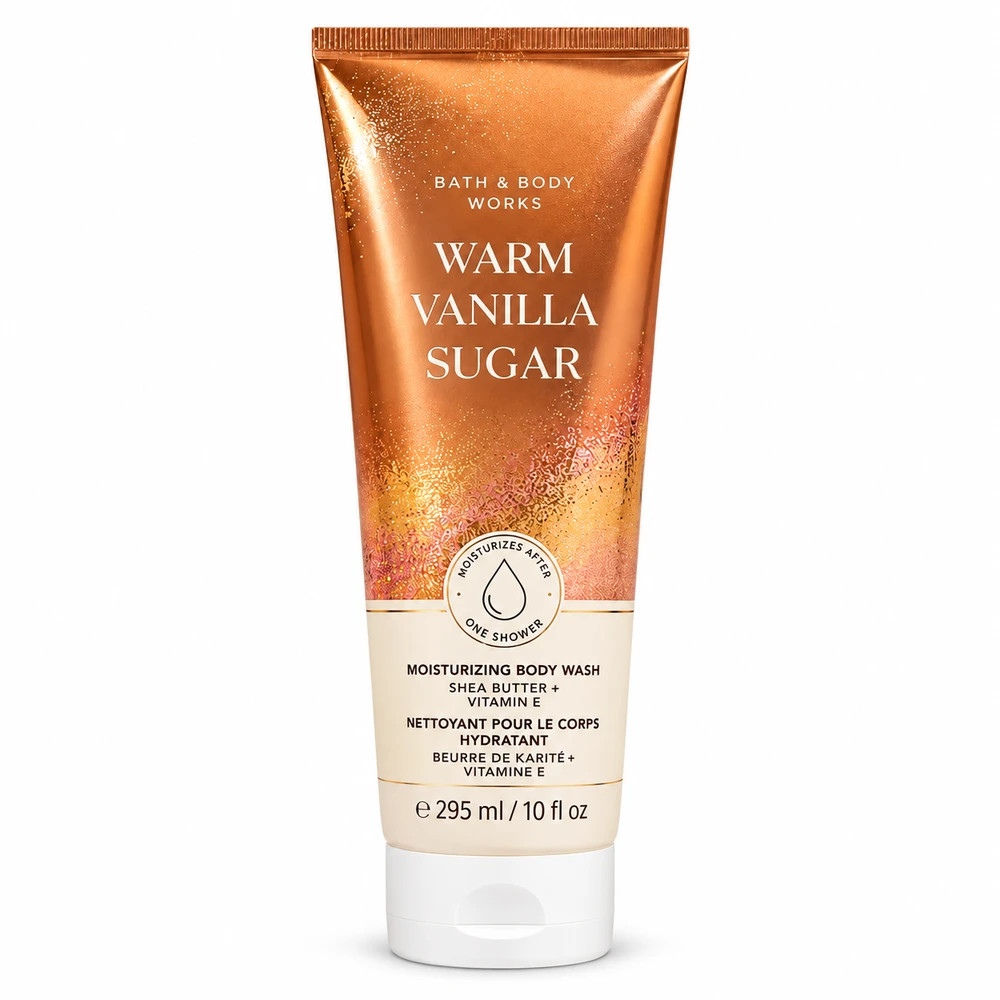 BATH & BODY
WORKS
WARM
VANILLA
SUGAR
MOISTURIZES AFTER
ONE SHOWER
MOISTURIZING BODY WASH
SHEA BUTTER +
VITAMIN E
NETTOYANT POUR LE CORPS
HYDRATANT
BEURRE DE KARITÉ +
VITAMINE E
℮ 295 ml / 10 fl oz